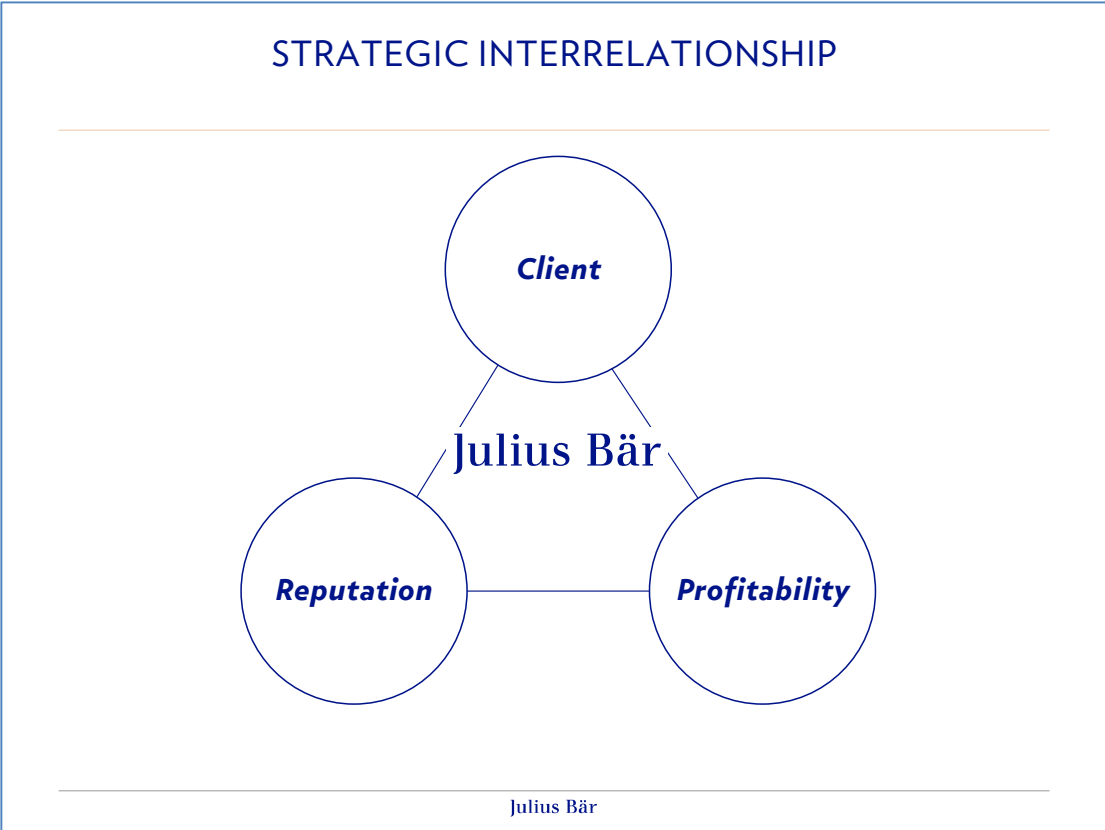 STRATEGIC INTERRELATIONSHIP
Client
Julius Bär
Reputation
Profitability
Julius Bär